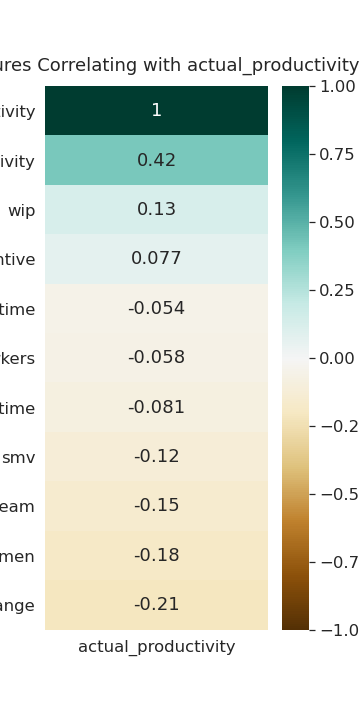 ures Correlating with actual_productivity
ivity 1
ivity 0.42
wip 0.13
ntive 0.077
time -0.054
kers -0.058
time -0.081
smv -0.12
eam -0.15
men -0.18
ange -0.21
actual_productivity
1.00
0.75
0.50
0.25
0.00
−0.2
−0.5
−0.7
−1.0